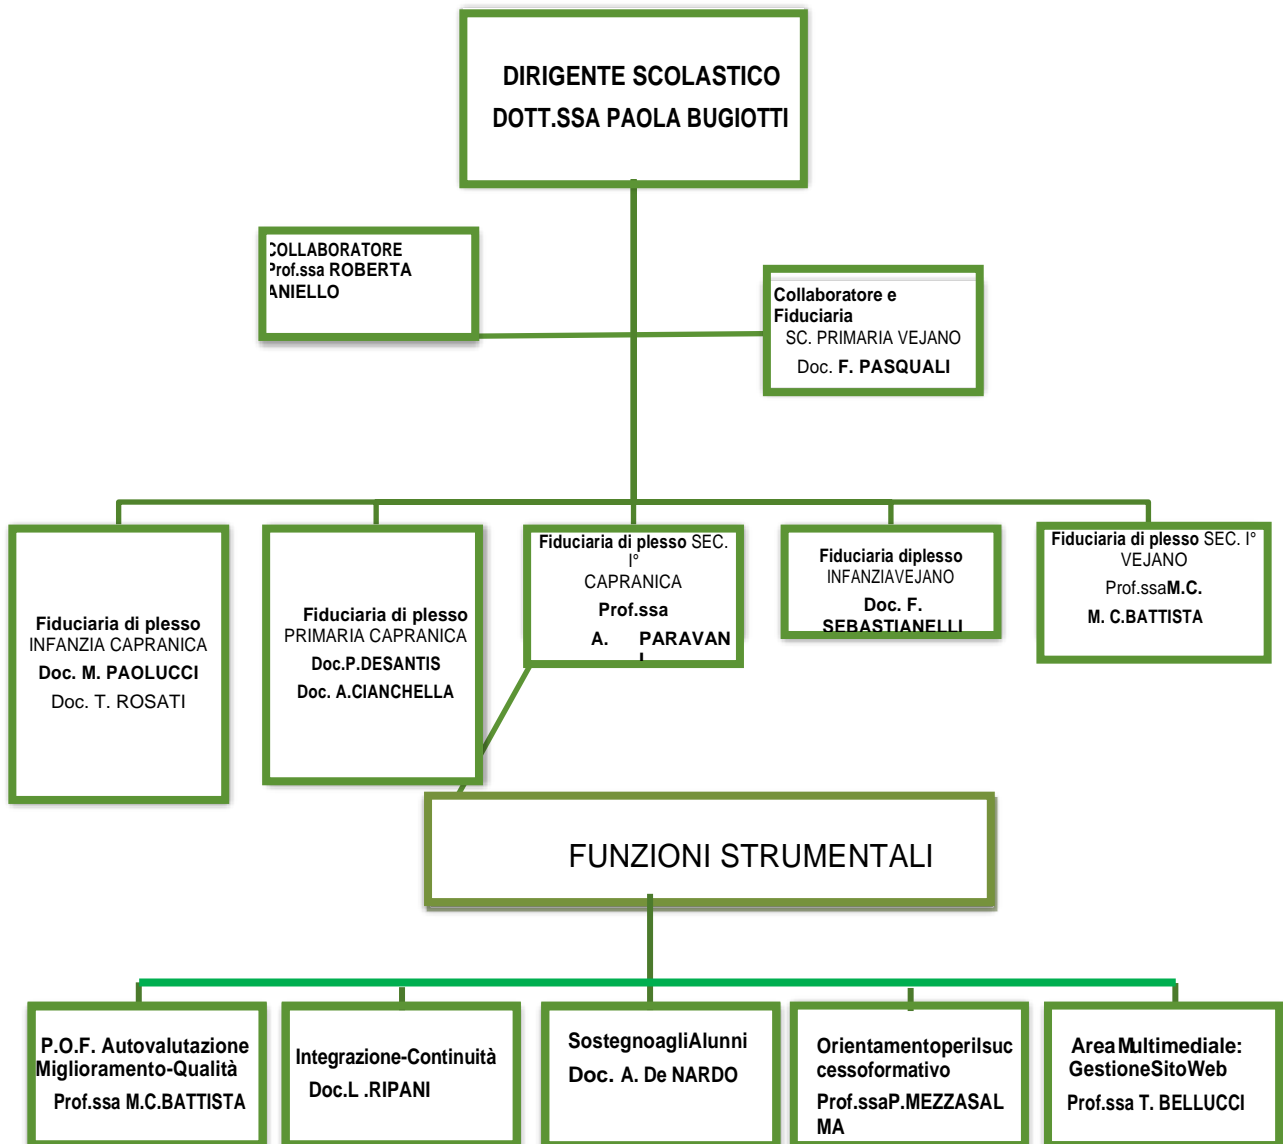 DIRIGENTE SCOLASTICO
DOTT.SSA PAOLA BUGIOTTI
COLLABORATORE
Prof.ssa ROBERTA
ANIELLO
Collaboratore e
Fiduciaria
SC. PRIMARIA VEJANO
Doc. F. PASQUALI
Fiduciaria di plesso
INFANZIA CAPRANICA
Doc. M. PAOLUCCI
Doc. T. ROSATI
Fiduciaria di plesso
PRIMARIA CAPRANICA
Doc.P.DESANTIS
Doc. A.CIANCHELLA
Fiduciaria di plesso SEC.
I°
CAPRANICA
Prof.ssa
A. PARAVAN
I
Fiduciaria diplesso
INFANZIAVEJANO
Doc. F.
SEBASTIANELLI
Fiduciaria di plesso SEC. I°
VEJANO
Prof.ssaM.C.
M. C.BATTISTA
FUNZIONI STRUMENTALI
P.O.F. Autovalutazione
Miglioramento-Qualità
Prof.ssa M.C.BATTISTA
Integrazione-Continuità
Doc.L .RIPANI
SostegnoagliAlunni
Doc. A. De NARDO
Orientamentoperilsuc
cessoformativo
Prof.ssaP.MEZZASAL
MA
Area Multimediale:
GestioneSitoWeb
Prof.ssa T. BELLUCCI